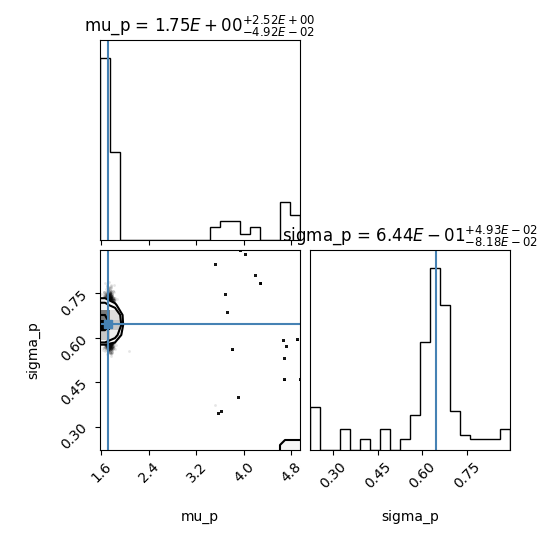 mu_p = 1.75E + 00+2.52E+00−4.92E−02
sigma_p = 6.44E − 01+4.93E−02−8.18E−02
0.75
0.60
0.45
0.30
sigma_p
1.6 2.4 3.2 4.0 4.8
0.30 0.45 0.60 0.75
mu_p
sigma_p